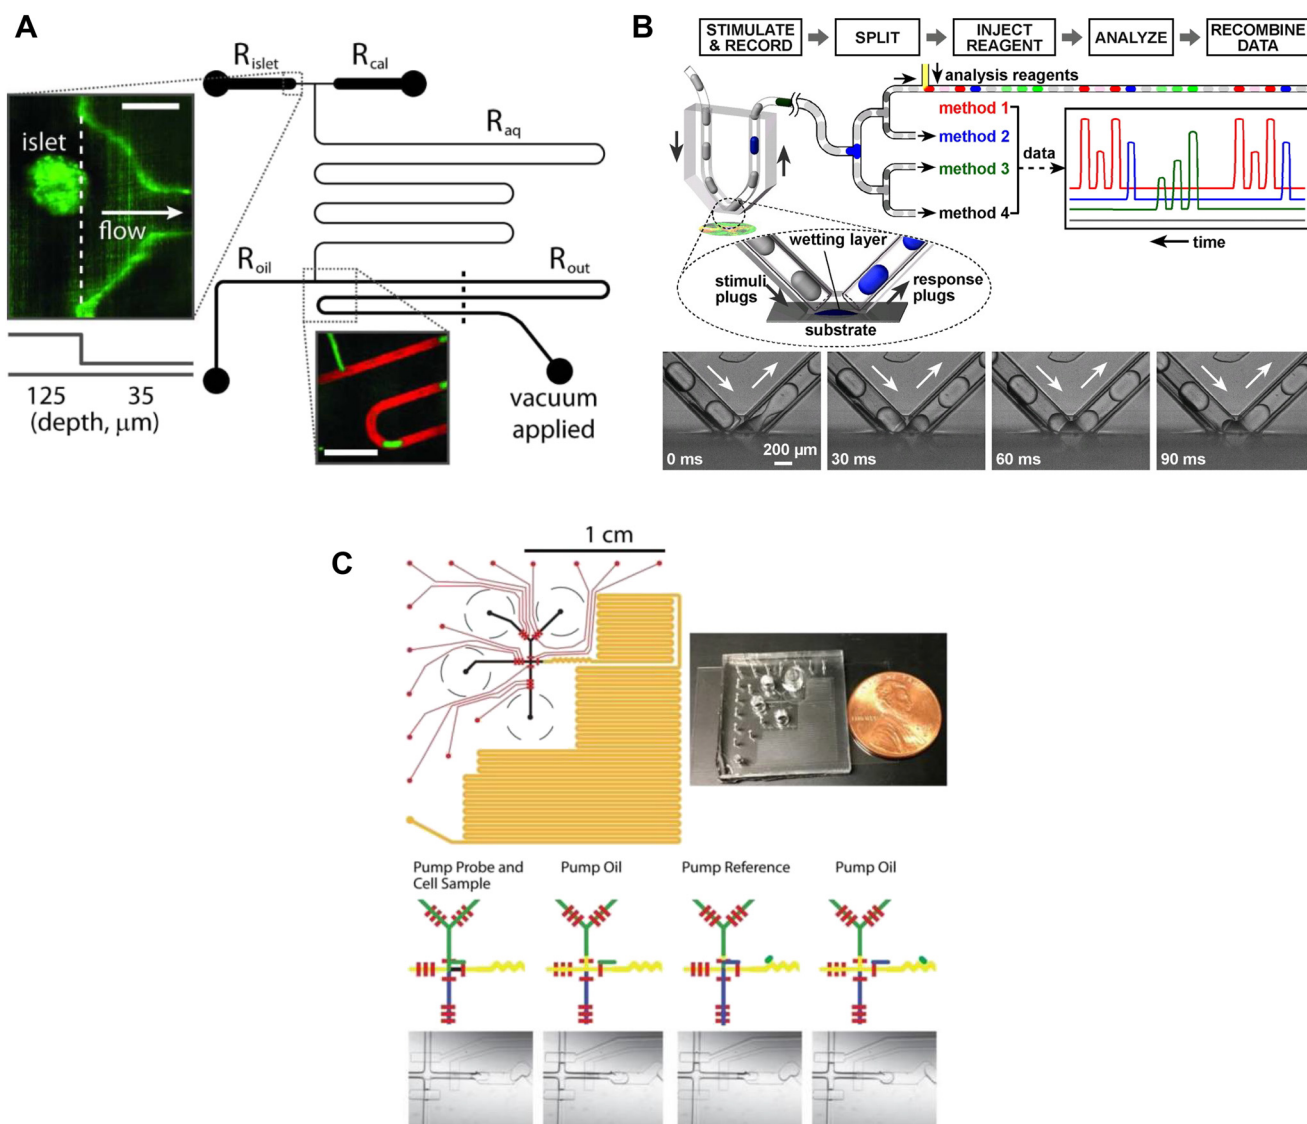 A
R_islet
R_cal
islet
flow
R_aq
R_oil
R_out
125 35
(depth, μm)
vacuum
applied
B
STIMULATE
& RECORD
SPLIT
INJECT
REAGENT
ANALYZE
RECOMBINE
DATA
analysis reagents
method 1
method 2
method 3
method 4
data
time
wetting layer
stimuli
plugs
response
plugs
substrate
0 ms
200 μm
30 ms
60 ms
90 ms
C
1 cm
Pump Probe and
Cell Sample
Pump Oil
Pump Reference
Pump Oil